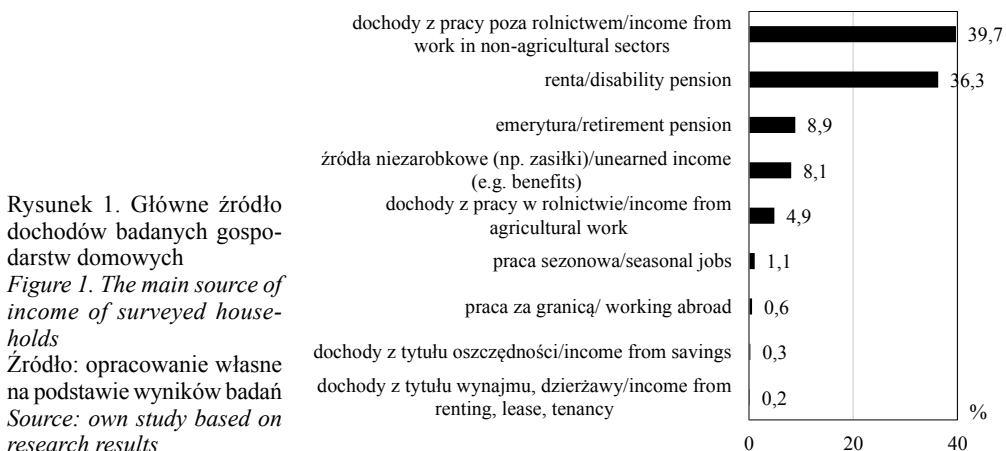 Rysunek 1. Główne źródło
dochodów badanych gospo-
darstw domowych
Figure 1. The main source of
income of surveyed house-
holds
Źródło: opracowanie własne
na podstawie wyników badań
Source: own study based on
research results
dochody z pracy poza rolnictwem/income from
work in non-agricultural sectors
39,7
renta/disability pension
36,3
emerytura/retirement pension
8,9
źródła niezarobkowe (np. zasiłki)/unearned income
(e.g. benefits)
8,1
dochody z pracy w rolnictwie/income from
agricultural work
4,9
praca sezonowa/seasonal jobs
1,1
praca za granicą/ working abroad
0,6
dochody z tytułu oszczędności/income from savings
0,3
dochody z tytułu wynajmu, dzierżawy/income from
renting, lease, tenancy
0,2
%
0 20 40